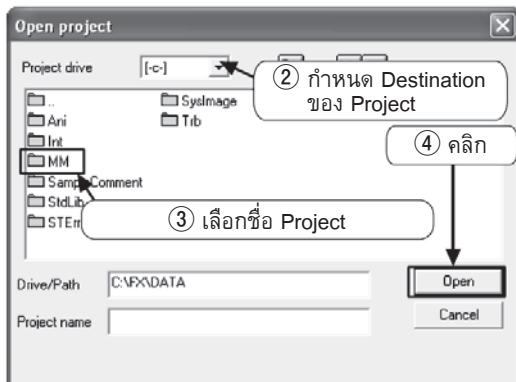 Open project
Project drive [-c-]
② กำหนด Destination
ของ Project
..
SysImage
Ani
Trb
Int
④ คลิก
MM
Comment
StdLib
③ เลือกชื่อ Project
Drive/Path C:\FX\DATA
Open
Project name
Cancel